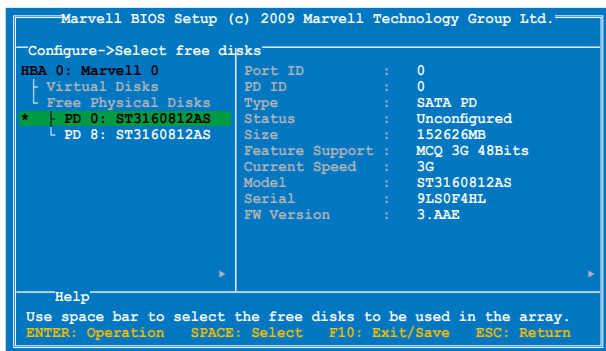 Marvell BIOS Setup (c) 2009 Marvell Technology Group Ltd.
Configure->Select free disks
HBA 0: Marvell 0
Virtual Disks
Free Physical Disks
* PD 0: ST3160812AS
PD 8: ST3160812AS
Port ID : 0
PD ID : 0
Type : SATA PD
Status : Unconfigured
Size : 152626MB
Feature Support : MCQ 3G 48Bits
Current Speed : 3G
Model : ST3160812AS
Serial : 9LS0F4HL
FW Version : 3.AAE
Help
Use space bar to select the free disks to be used in the array.
ENTER: Operation SPACE: Select F10: Exit/Save ESC: Return